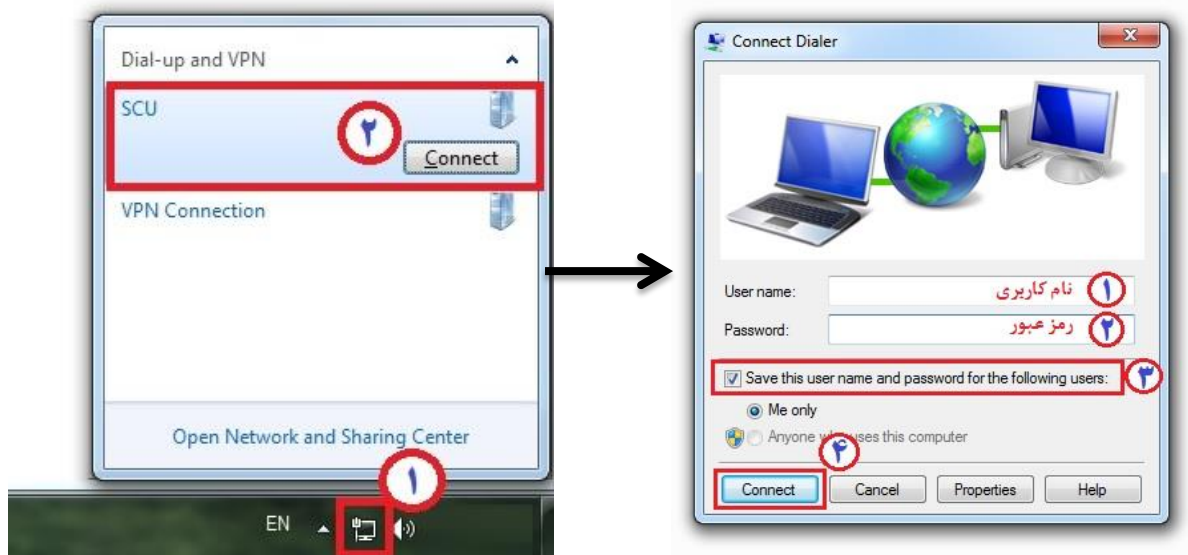 Dial-up and VPN
SCU
۲
Connect
VPN Connection
Open Network and Sharing Center
۱
EN
Connect Dialer
User name:
نام کاربری ۱
Password:
رمز عبور ۲
Save this user name and password for the following users: ۳
Me only
Anyone who uses this computer
۴
Connect Cancel Properties Help